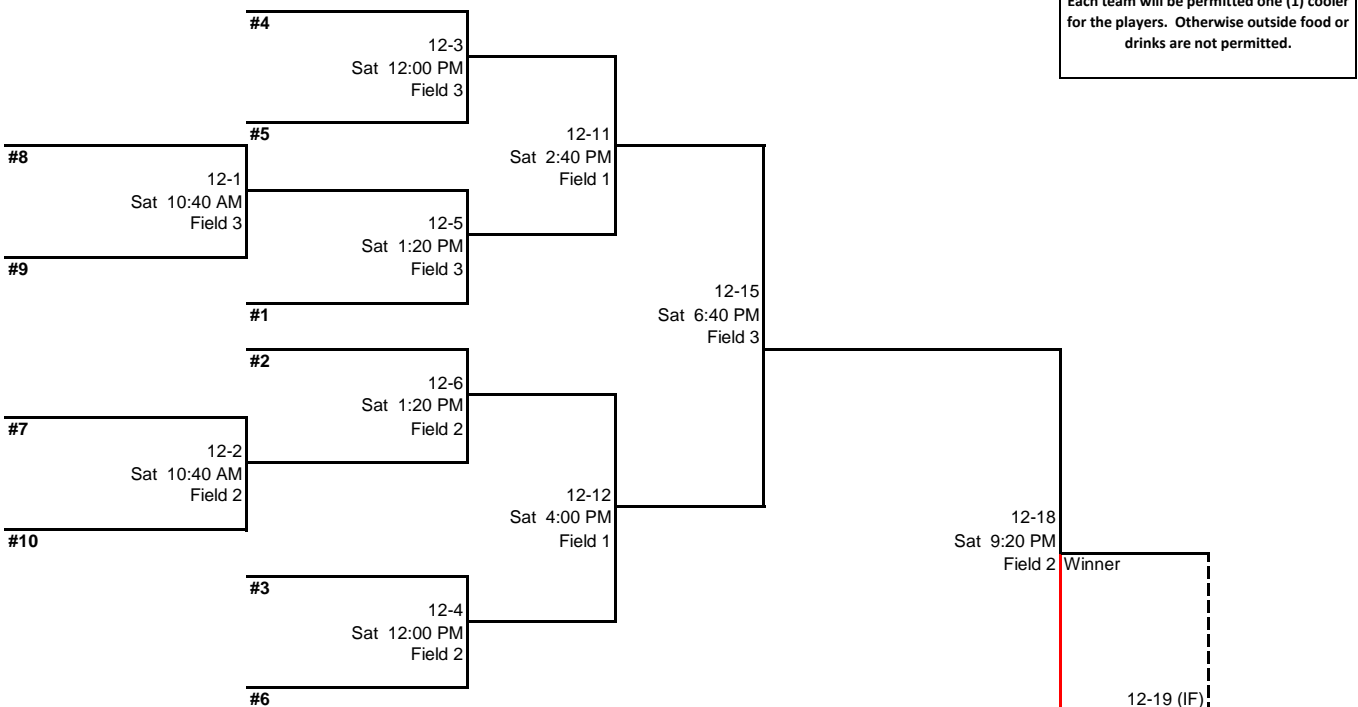 Each team will be permitted one (1) cooler
for the players. Otherwise outside food or
drinks are not permitted.
#4
12-3
Sat 12:00 PM
Field 3
#5
12-11
Sat 2:40 PM
Field 1
#8
12-1
Sat 10:40 AM
Field 3
#9
12-5
Sat 1:20 PM
Field 3
#1
12-15
Sat 6:40 PM
Field 3
#2
12-6
Sat 1:20 PM
Field 2
#7
12-2
Sat 10:40 AM
Field 2
#10
12-12
Sat 4:00 PM
Field 1
12-18
Sat 9:20 PM
Field 2 Winner
#3
12-4
Sat 12:00 PM
Field 2
#6
12-19 (IF)